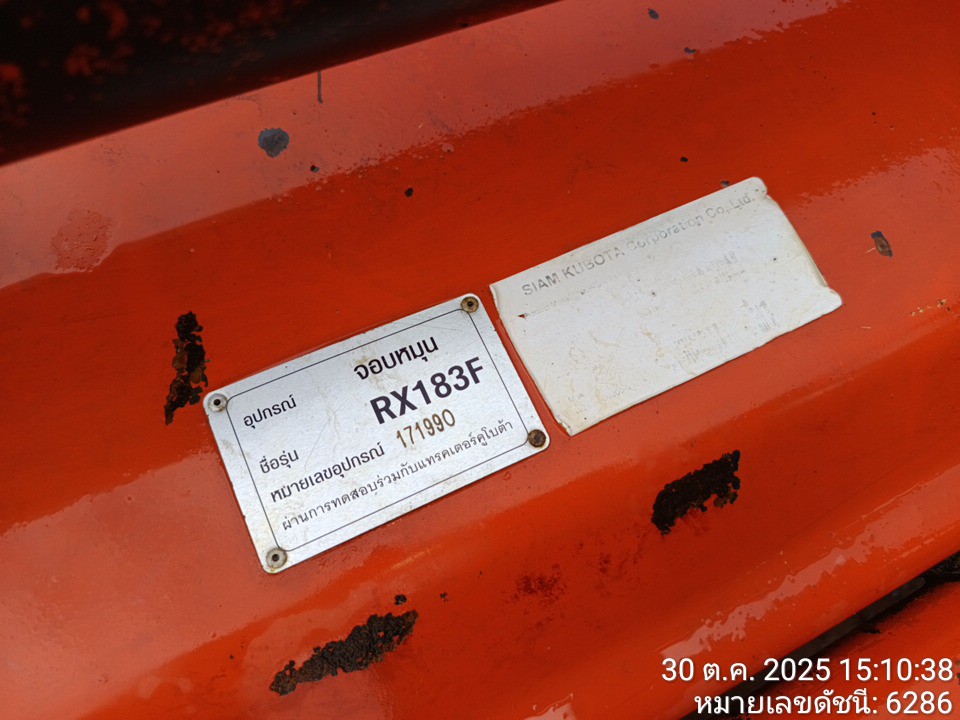 อุปกรณ์ จอบหมุน
ชื่อรุ่น RX183F
หมายเลขอุปกรณ์ 171990
ผ่านการทดสอบร่วมกับแทรคเตอร์คูโบต้า
SIAM KUBOTA Corporation Co., Ltd.
30 ต.ค. 2025 15:10:38
หมายเลขดัชนี: 6286